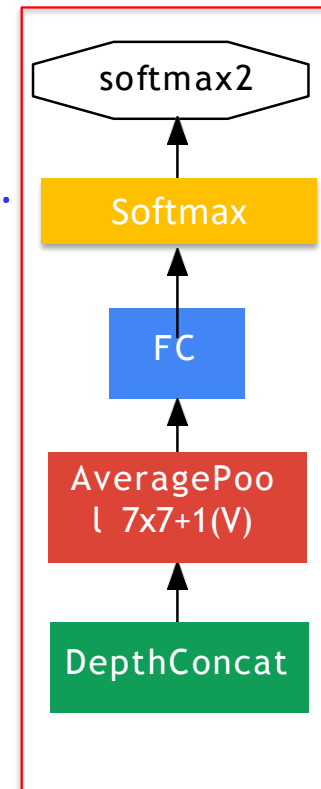 softmax2
Softmax
FC
AveragePoo
l 7x7+1(V)
DepthConcat